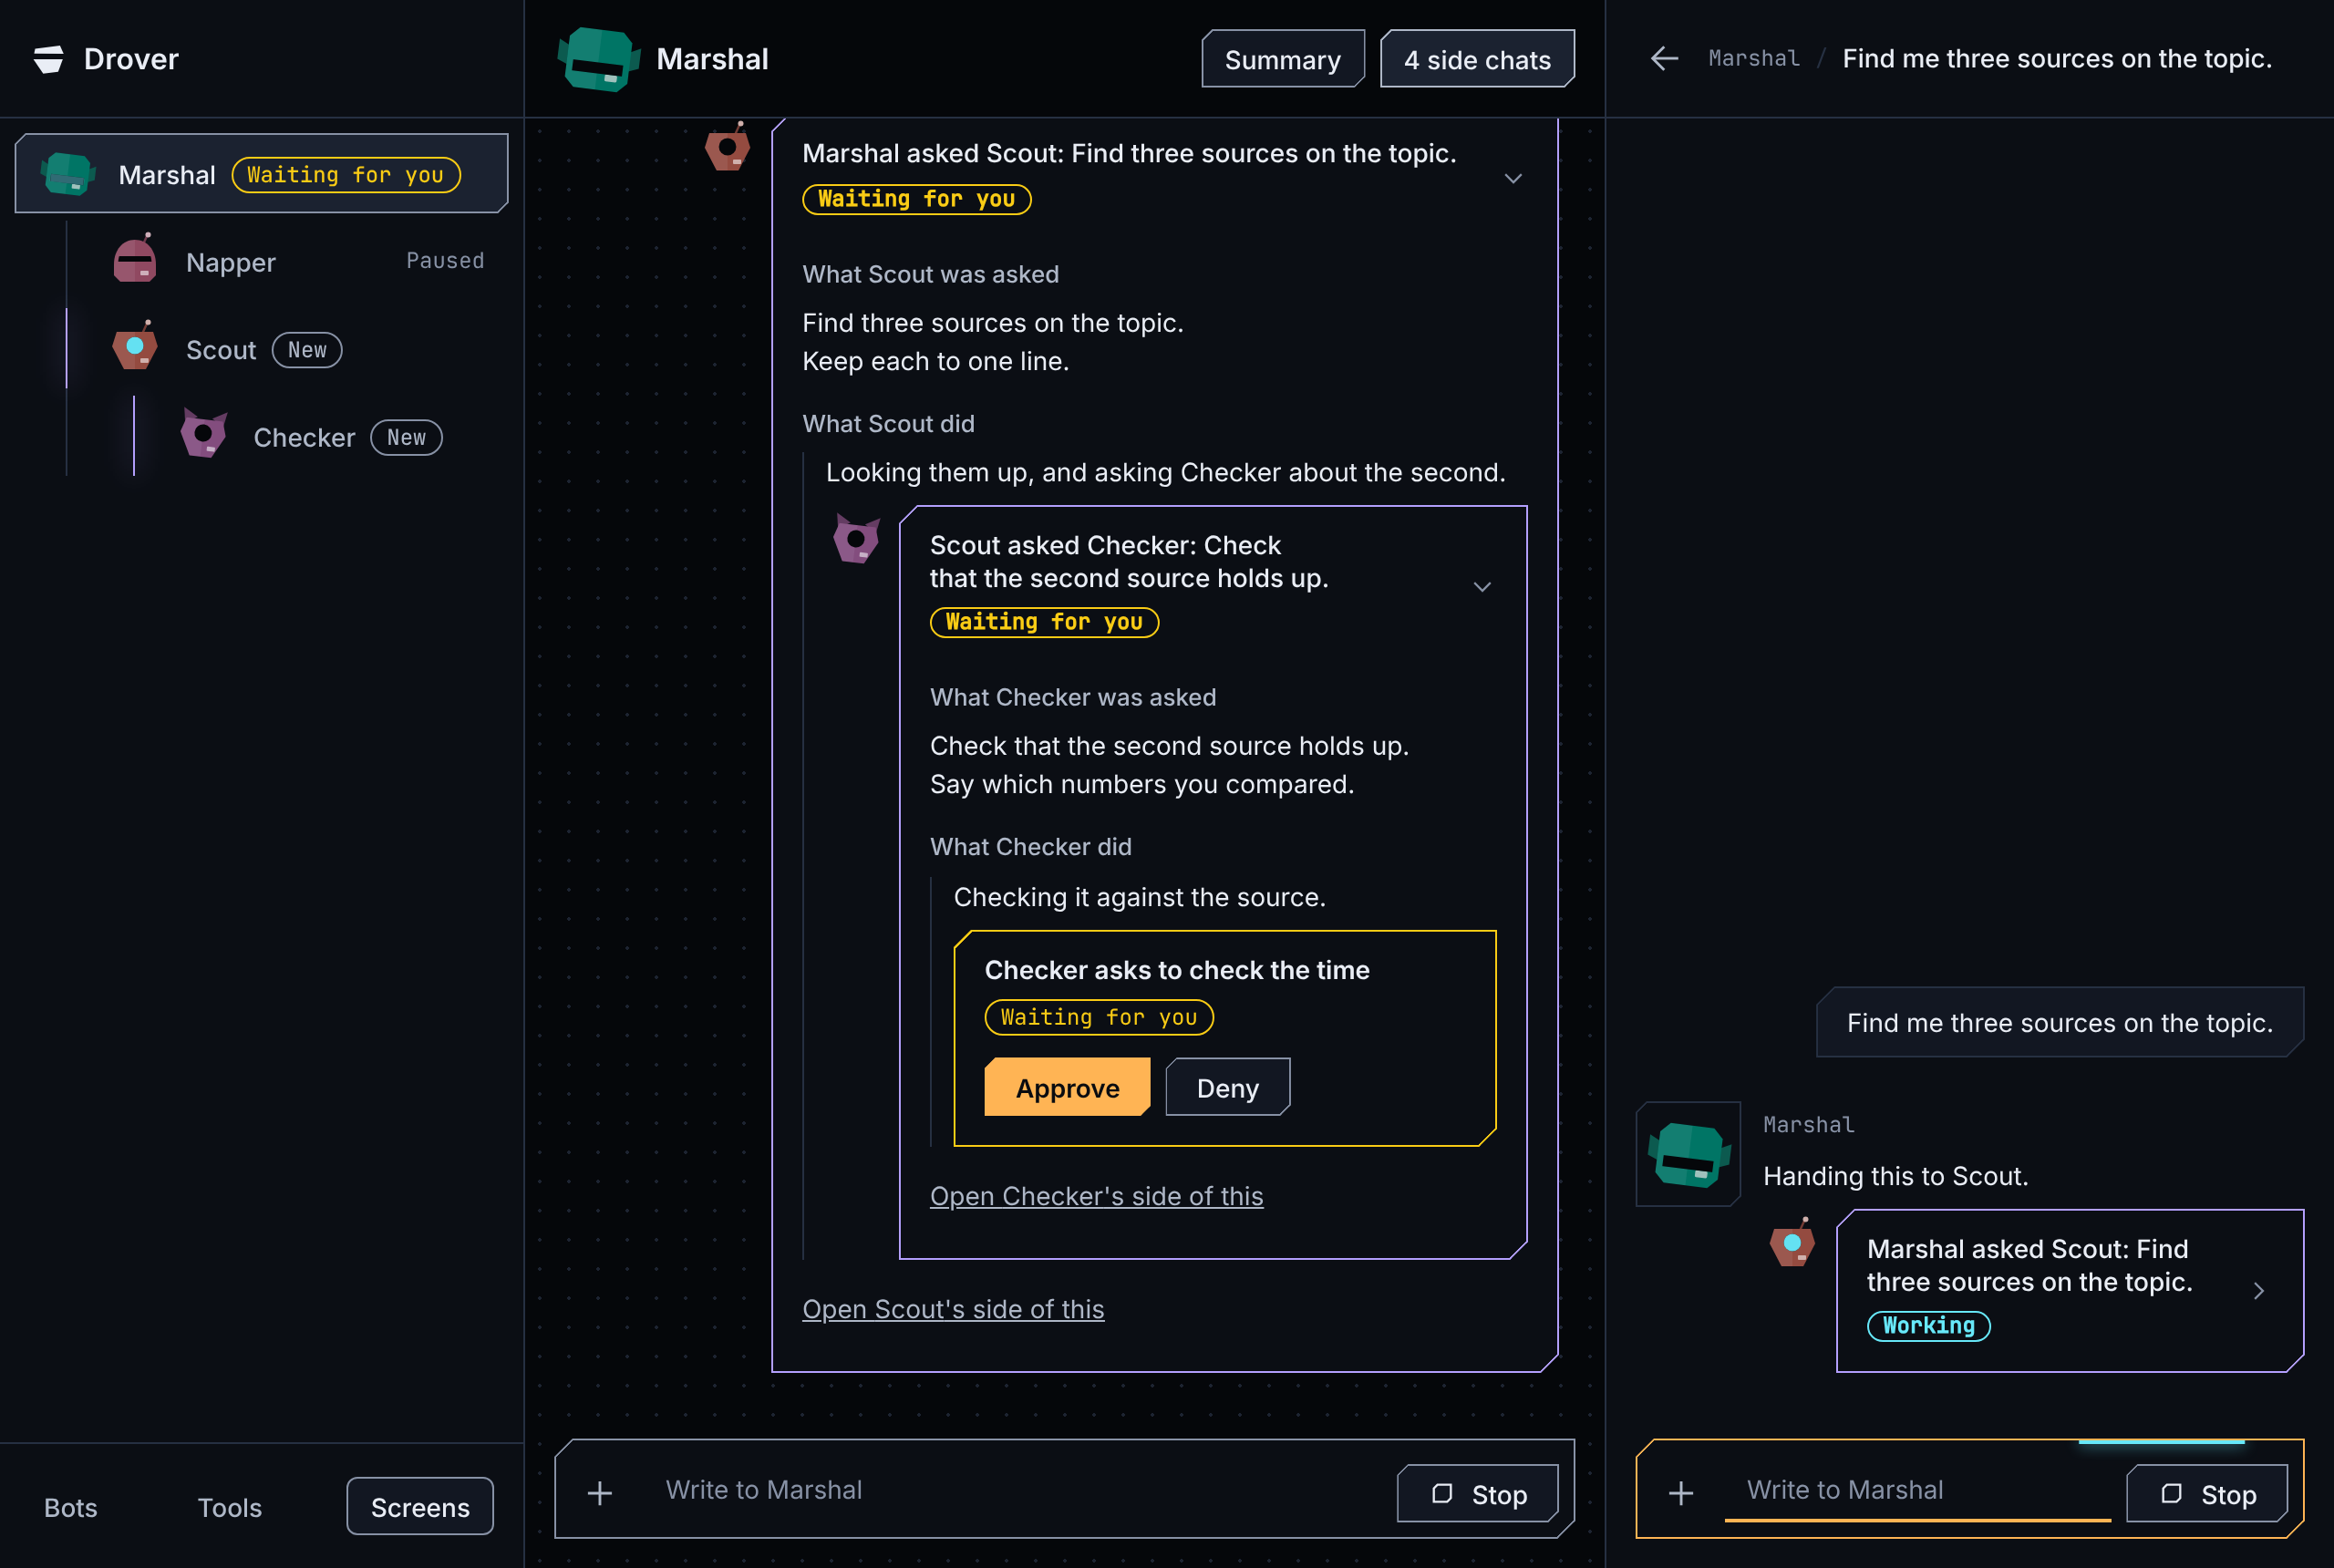 Drover
Marshal
Waiting for you
Napper
Paused
Scout
New
Checker
New
Bots
Tools
Screens
Marshal
Summary
4 side chats
Marshal asked Scout: Find three sources on the topic.
Waiting for you
What Scout was asked
Find three sources on the topic.
Keep each to one line.
What Scout did
Looking them up, and asking Checker about the second.
Scout asked Checker: Check
that the second source holds up.
Waiting for you
What Checker was asked
Check that the second source holds up.
Say which numbers you compared.
What Checker did
Checking it against the source.
Checker asks to check the time
Waiting for you
Approve
Deny
Open Checker's side of this
Open Scout's side of this
Write to Marshal
Stop
Marshal / Find me three sources on the topic.
Find me three sources on the topic.
Marshal
Handing this to Scout.
Marshal asked Scout: Find
three sources on the topic.
Working
Write to Marshal
Stop